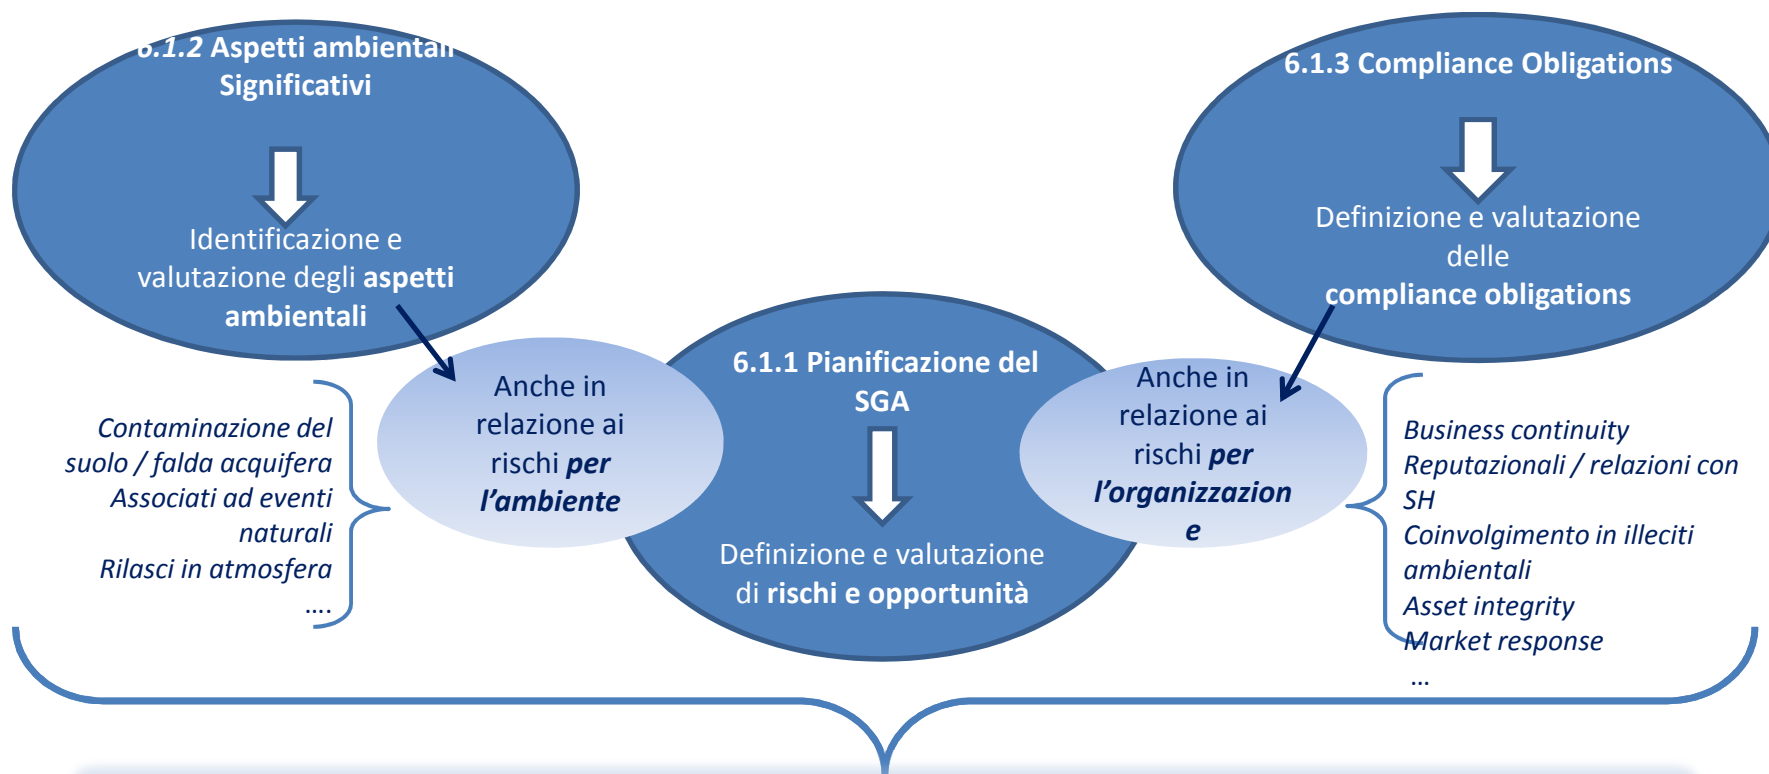 6.1.2 Aspetti ambientali
Significativi
Identificazione e
valutazione degli aspetti
ambientali
6.1.3 Compliance Obligations
Definizione e valutazione
delle
compliance obligations
6.1.1 Pianificazione del
SGA
Definizione e valutazione
di rischi e opportunità
Anche in
relazione ai
rischi per
l’ambiente
Anche in
relazione ai
rischi per
l’organizzazion
e
Contaminazione del
suolo / falda acquifera
Associati ad eventi
naturali
Rilasci in atmosfera
....
Business continuity
Reputazionali / relazioni con
SH
Coinvolgimento in illeciti
ambientali
Asset integrity
Market response
...